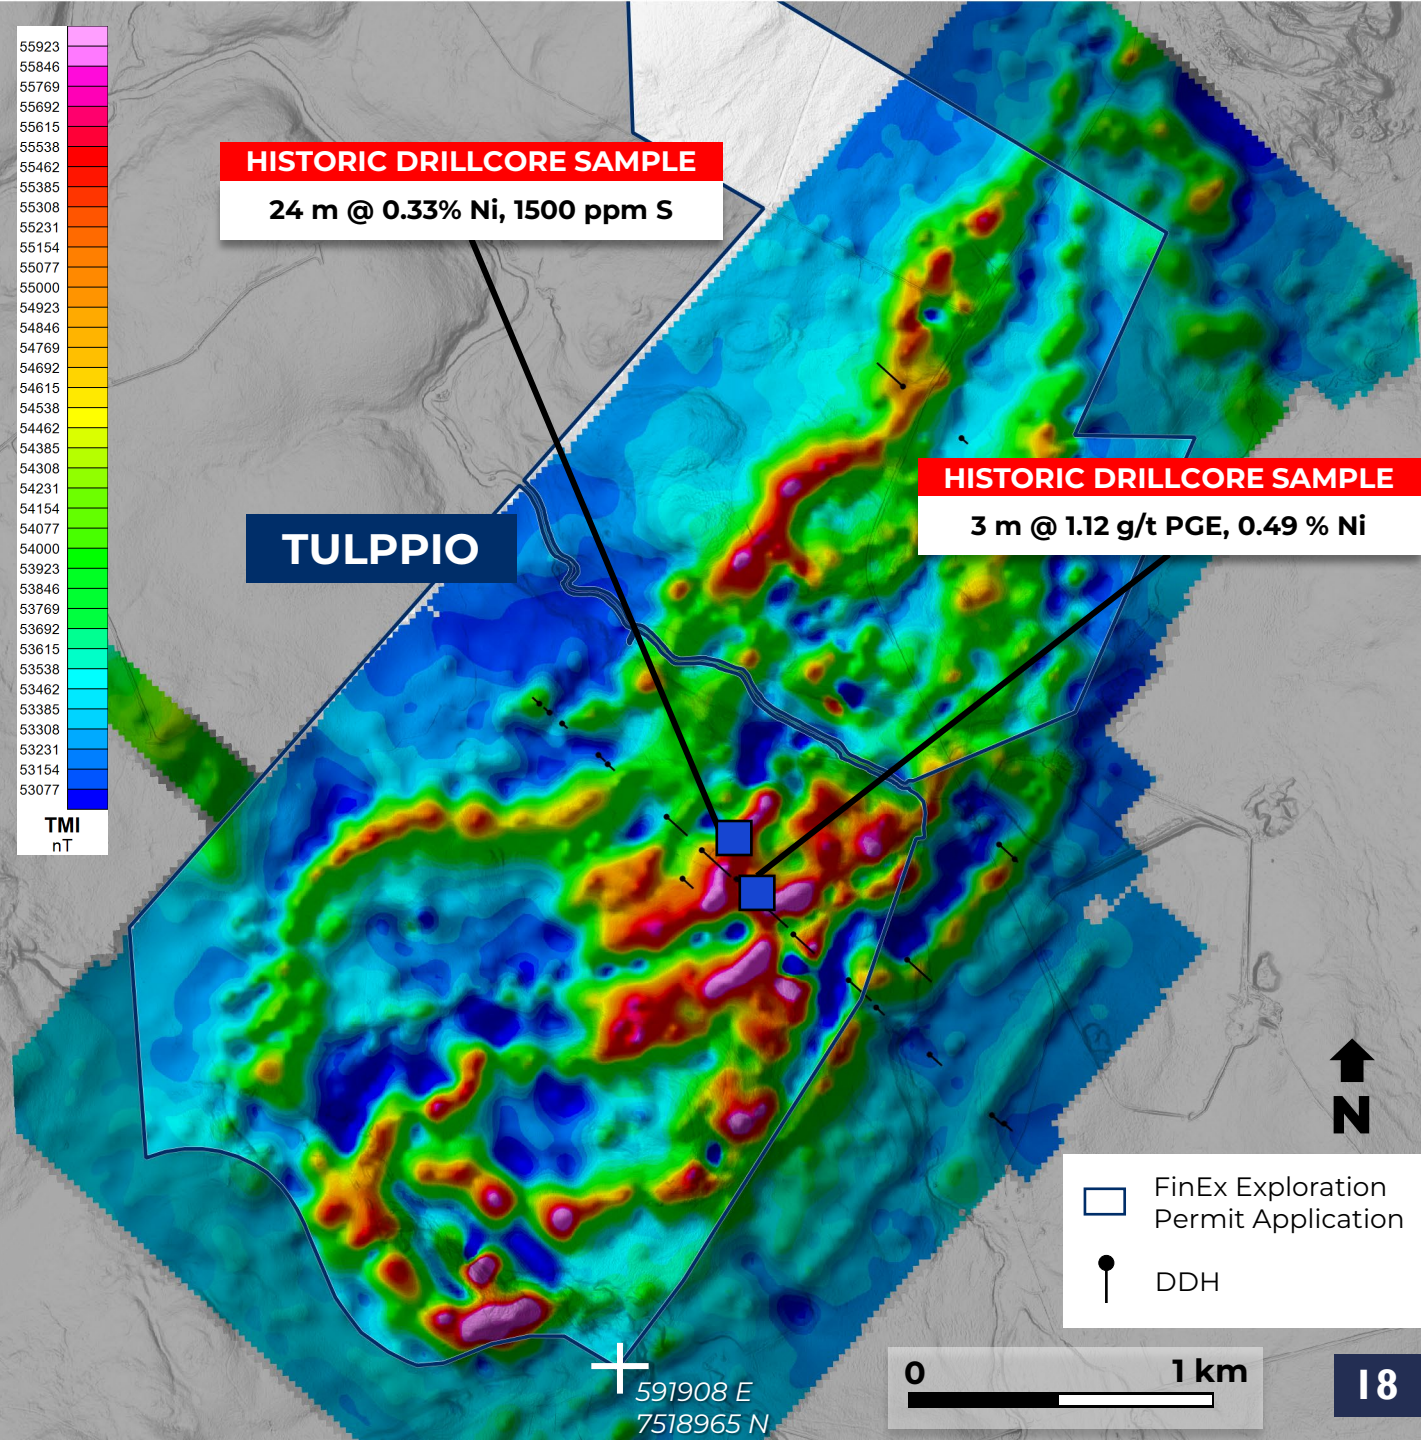 55923
55846
55769
55692
55615
55538
55462
55385
55308
55231
55154
55077
55000
54923
54846
54769
54692
54615
54538
54462
54385
54308
54231
54154
54077
54000
53923
53846
53769
53692
53615
53538
53462
53385
53308
53231
53154
53077
TMI
nT
HISTORIC DRILLCORE SAMPLE
24 m @ 0.33% Ni, 1500 ppm S
HISTORIC DRILLCORE SAMPLE
3 m @ 1.12 g/t PGE, 0.49 % Ni
TULPPIO
N
FinEx Exploration
Permit Application
DDH
0 1 km
591908 E
7518965 N
18